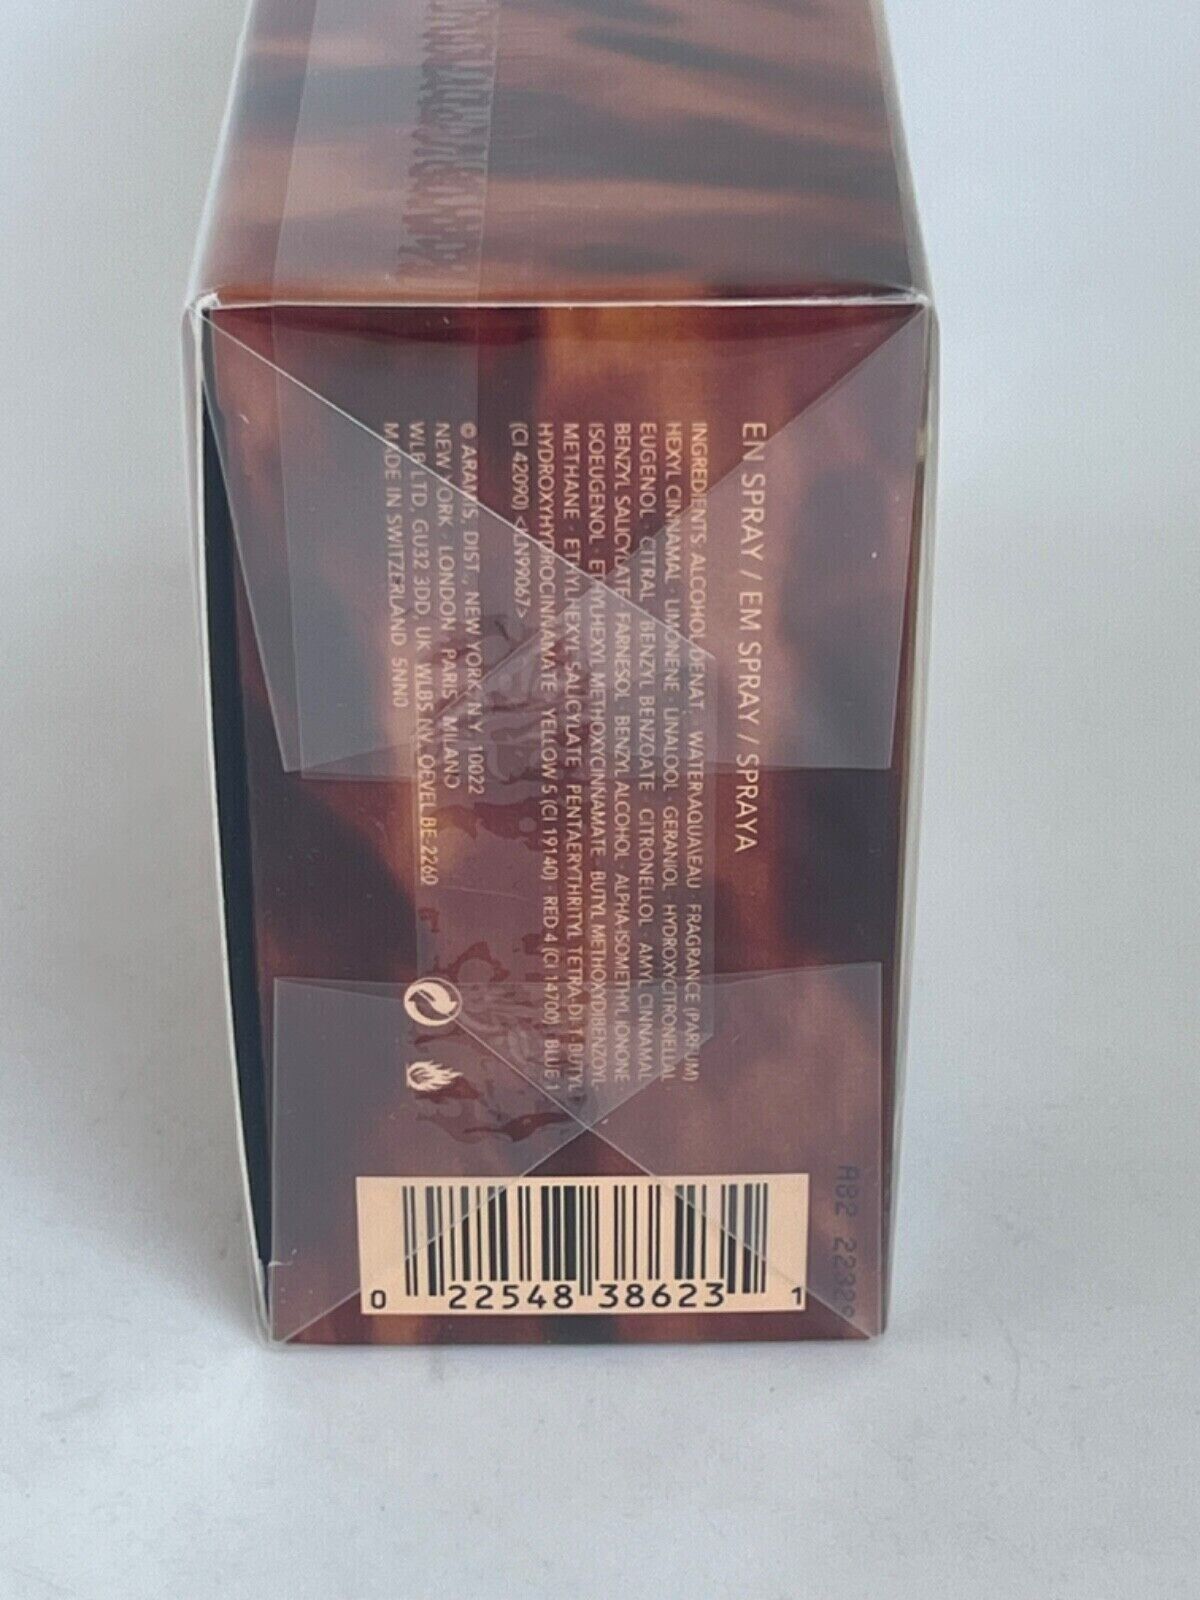 EN SPRAY / EM SPRAY / SPRAYA
INGREDIENTS: ALCOHOL DENAT. · WATER\AQUA\EAU · FRAGRANCE (PARFUM) ·
HEXYL CINNAMAL · LIMONENE · LINALOOL · GERANIOL · HYDROXYCITRONELLAL ·
EUGENOL · CITRAL · BENZYL BENZOATE · CITRONELLOL · AMYL CINNAMAL ·
BENZYL SALICYLATE · FARNESOL · BENZYL ALCOHOL · ALPHA-ISOMETHYL IONONE ·
ISOEUGENOL · ETHYLHEXYL METHOXYCINNAMATE · BUTYL METHOXYDIBENZOYL-
METHANE · ETHYLHEXYL SALICYLATE · PENTAERYTHRITYL TETRA-DI-T-BUTYL
HYDROXYHYDROCINNAMATE · YELLOW 5 (CI 19140) · RED 4 (CI 14700) · BLUE 1
(CI 42090) <ILN99067>
© ARAMIS, DIST., NEW YORK, N.Y. 10022
NEW YORK · LONDON · PARIS · MILANO
WLB LTD, GU32 3DD, UK WLBS NV, OEVEL BE-2260
MADE IN SWITZERLAND 5NN0
A82 22329
0 22548 38623 1